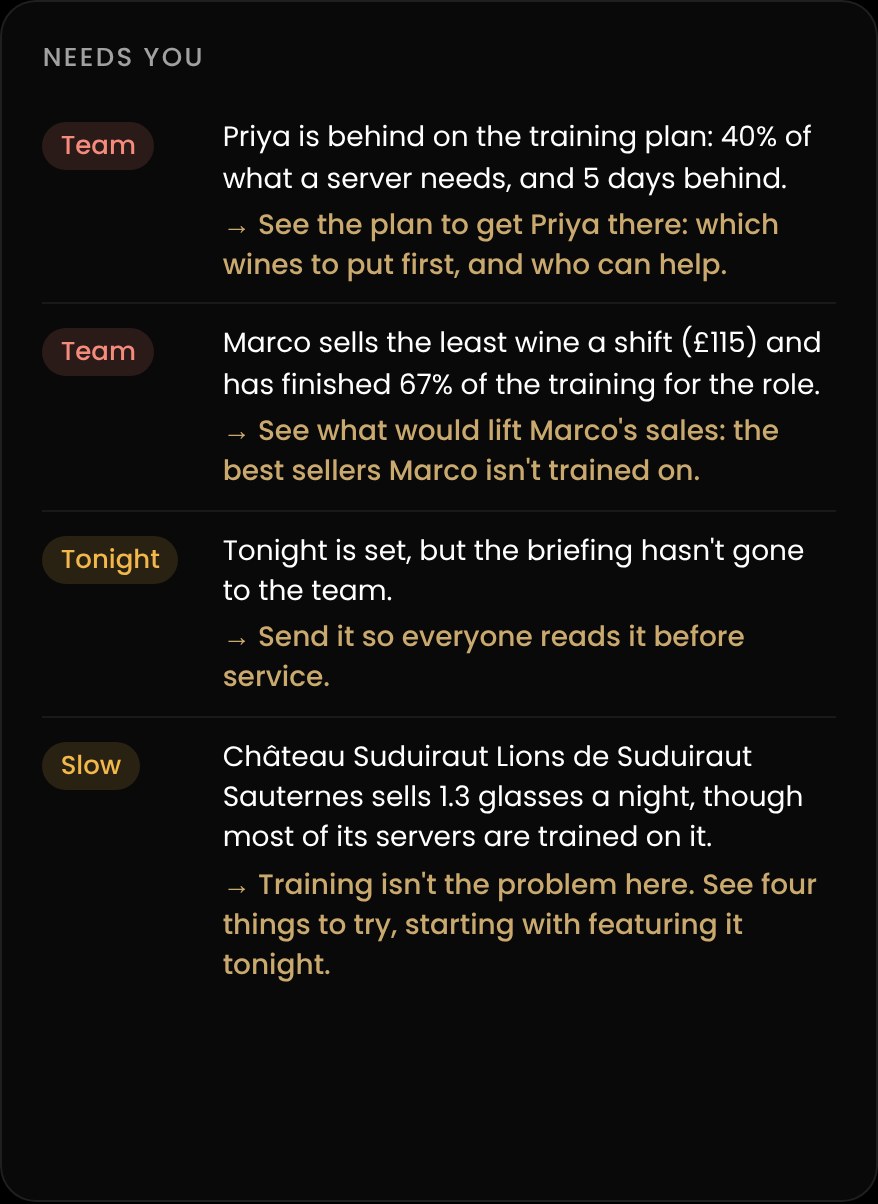 NEEDS YOU
Team
Priya is behind on the training plan: 40% of
what a server needs, and 5 days behind.
→ See the plan to get Priya there: which
wines to put first, and who can help.
Team
Marco sells the least wine a shift (£115) and
has finished 67% of the training for the role.
→ See what would lift Marco's sales: the
best sellers Marco isn't trained on.
Tonight
Tonight is set, but the briefing hasn't gone
to the team.
→ Send it so everyone reads it before
service.
Slow
Château Suduiraut Lions de Suduiraut
Sauternes sells 1.3 glasses a night, though
most of its servers are trained on it.
→ Training isn't the problem here. See four
things to try, starting with featuring it
tonight.